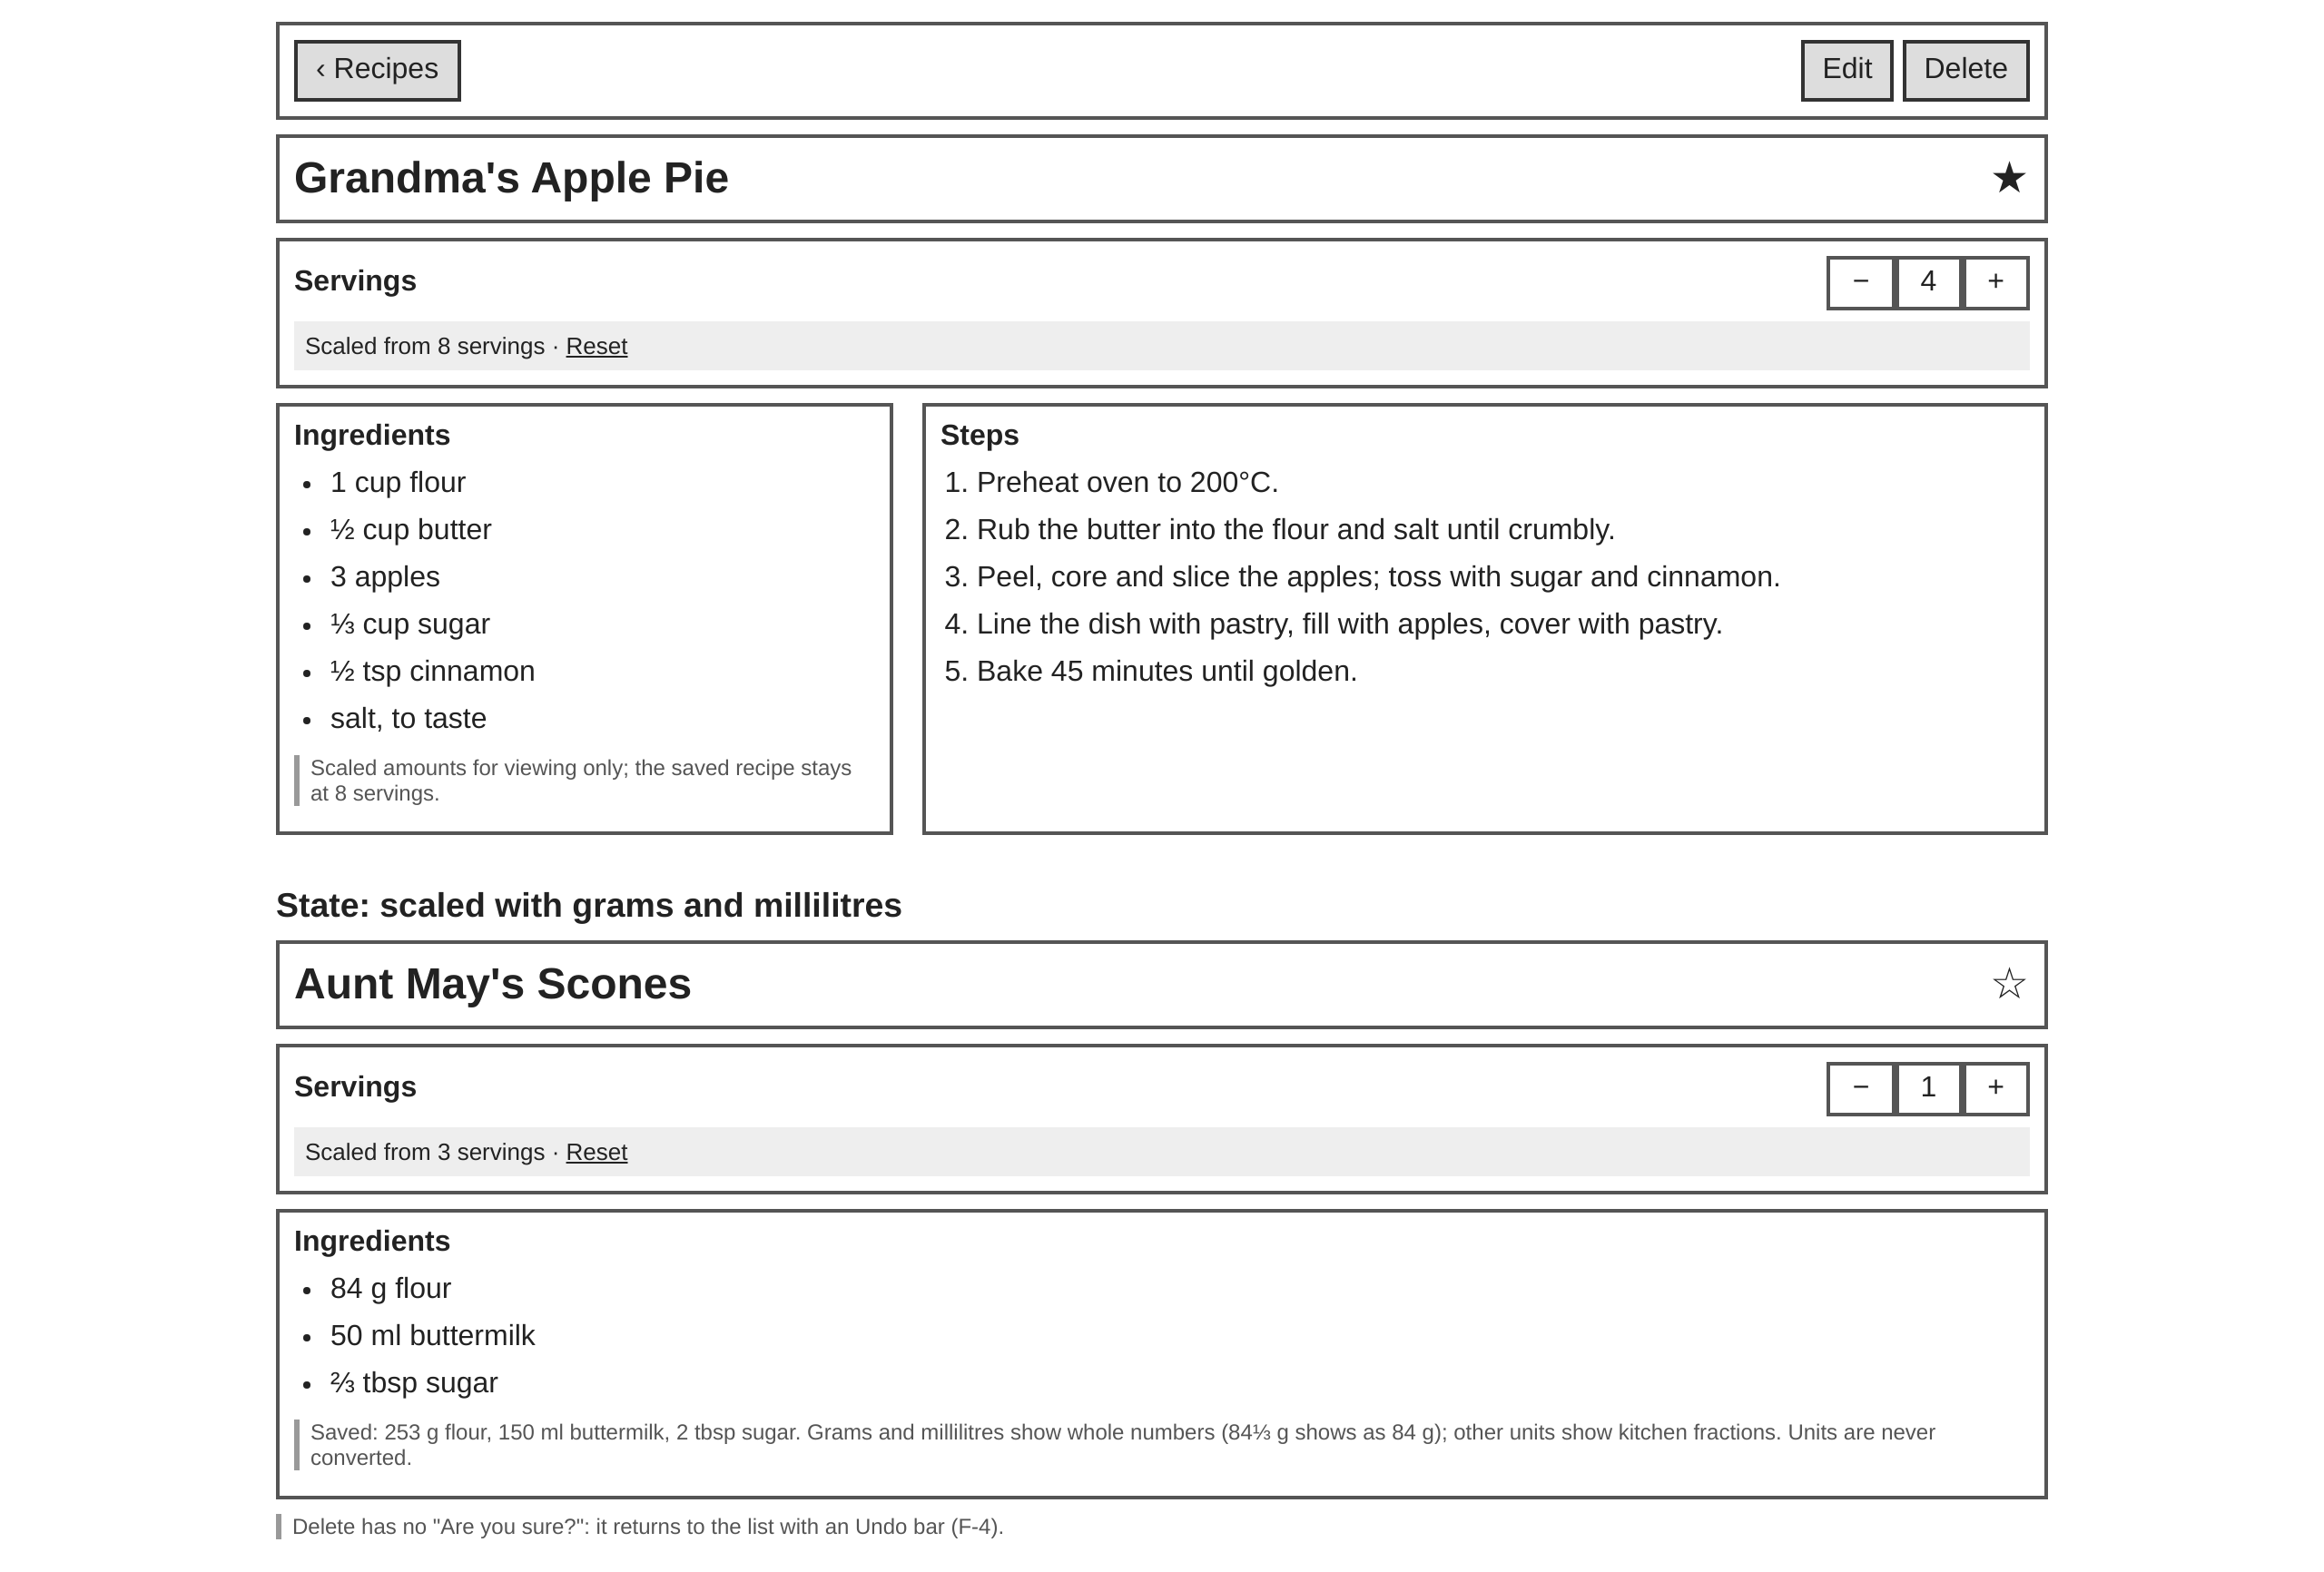 ‹ Recipes Edit Delete
Grandma's Apple Pie ★
Servings − 4 +
Scaled from 8 servings · Reset
Ingredients
• 1 cup flour
• ½ cup butter
• 3 apples
• ⅓ cup sugar
• ½ tsp cinnamon
• salt, to taste
Scaled amounts for viewing only; the saved recipe stays
at 8 servings.
Steps
1. Preheat oven to 200°C.
2. Rub the butter into the flour and salt until crumbly.
3. Peel, core and slice the apples; toss with sugar and cinnamon.
4. Line the dish with pastry, fill with apples, cover with pastry.
5. Bake 45 minutes until golden.
State: scaled with grams and millilitres
Aunt May's Scones ☆
Servings − 1 +
Scaled from 3 servings · Reset
Ingredients
• 84 g flour
• 50 ml buttermilk
• ⅔ tbsp sugar
Saved: 253 g flour, 150 ml buttermilk, 2 tbsp sugar. Grams and millilitres show whole numbers (84⅓ g shows as 84 g); other units show kitchen fractions. Units are never
converted.
Delete has no "Are you sure?": it returns to the list with an Undo bar (F-4).